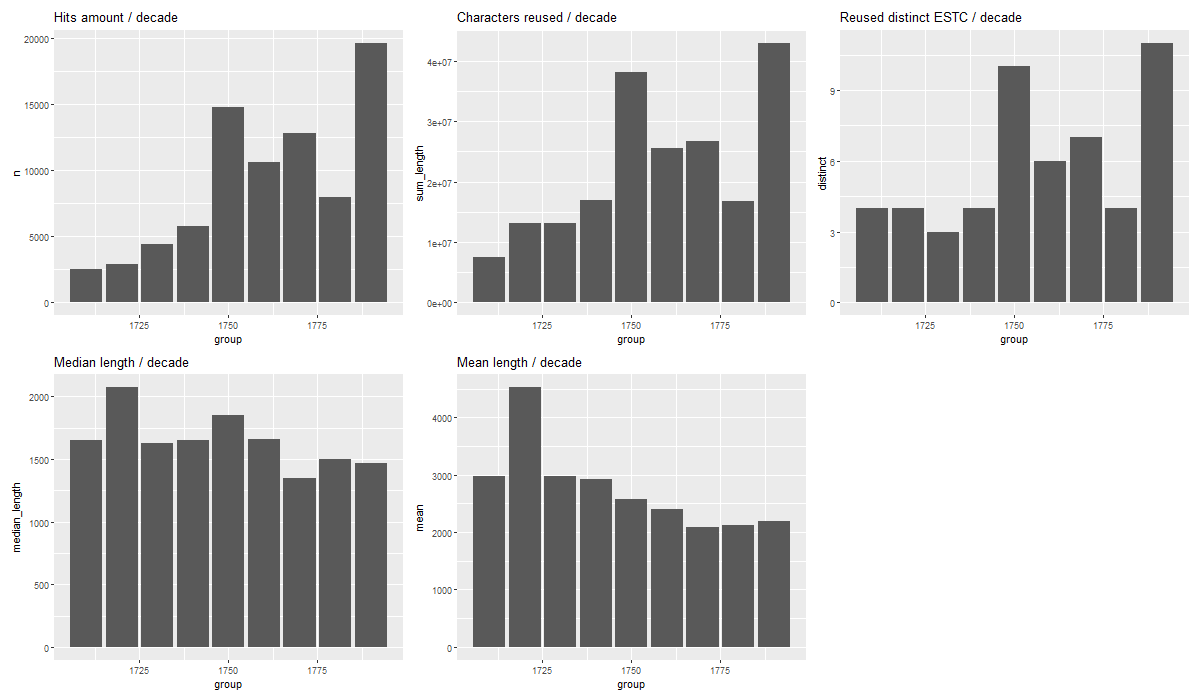 Hits amount / decade
n
20000
15000
10000
5000
0
1725
1750
1775
group
Characters reused / decade
sum_length
4e+07
3e+07
2e+07
1e+07
0e+00
1725
1750
1775
group
Reused distinct ESTC / decade
distinct
9
6
3
0
1725
1750
1775
group
Median length / decade
median_length
2000
1500
1000
500
0
1725
1750
1775
group
Mean length / decade
mean
4000
3000
2000
1000
0
1725
1750
1775
group